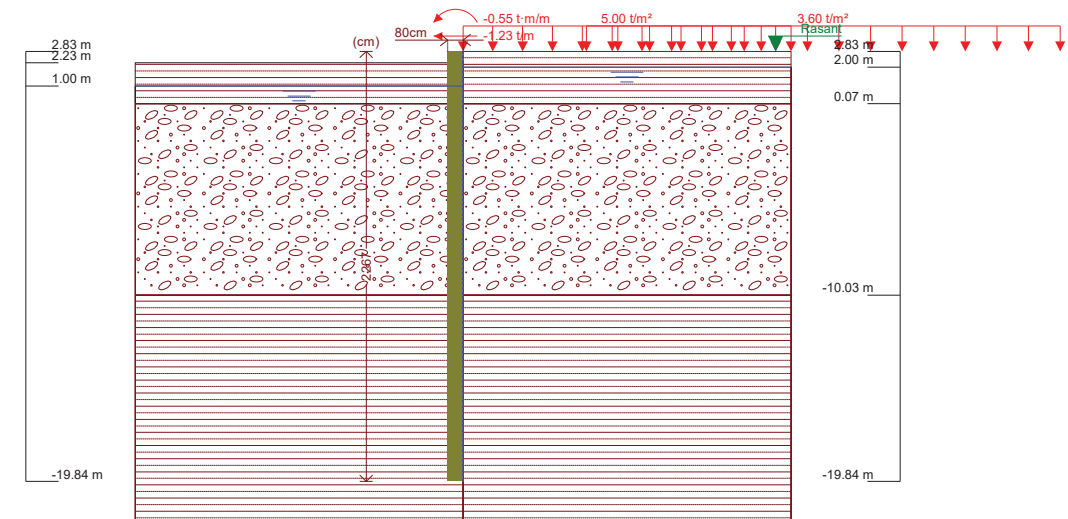 -0.55 t·m/m
5.00 t/m²
3.60 t/m²
80cm
-1.23 t/m
Rasant
(cm)
2.83 m
2.83 m
2.23 m
2.00 m
1.00 m
0.07 m
2267
-10.03 m
-19.84 m
-19.84 m